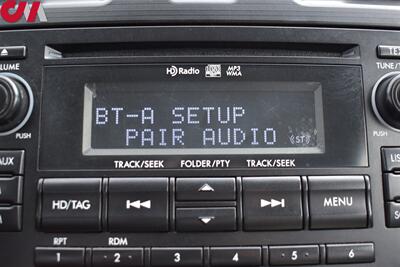 HD Radio MP3
WMA
VOLUME
TUNE/
BT-A SETUP
PAIR AUDIO (ST)
PUSH PUSH
TRACK/SEEK FOLDER/PTY TRACK/SEEK
AUX
HD/TAG MENU
RPT RDM
1 2 3 4 5 6